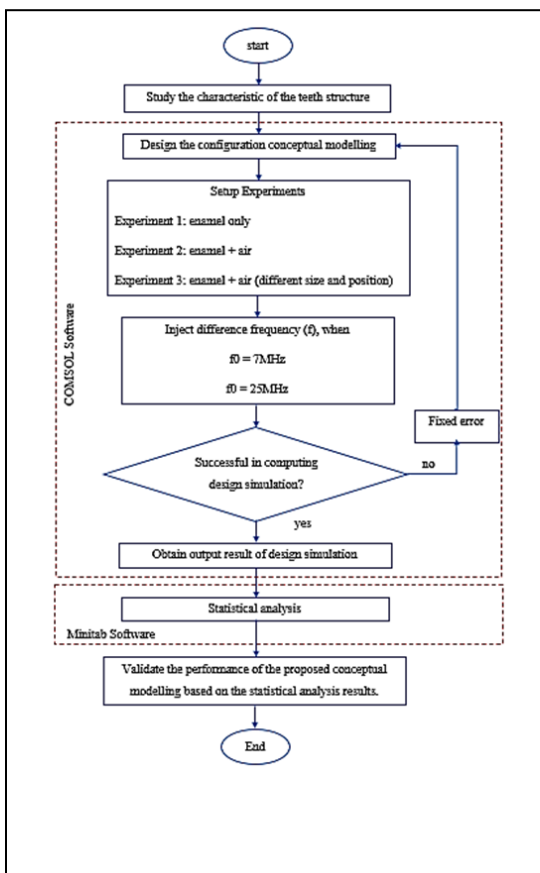 start
Study the characteristic of the teeth structure
Design the configuration conceptual modelling
Setup Experiments
Experiment 1: enamel only
Experiment 2: enamel + air
Experiment 3: enamel + air (different size and position)
Inject difference frequency (f), when
f0 = 7MHz
f0 = 25MHz
COMSOL Software
Fixed error
Successful in computing
design simulation?
no
yes
Obtain output result of design simulation
Statistical analysis
Minitab Software
Validate the performance of the proposed conceptual
modelling based on the statistical analysis results.
End